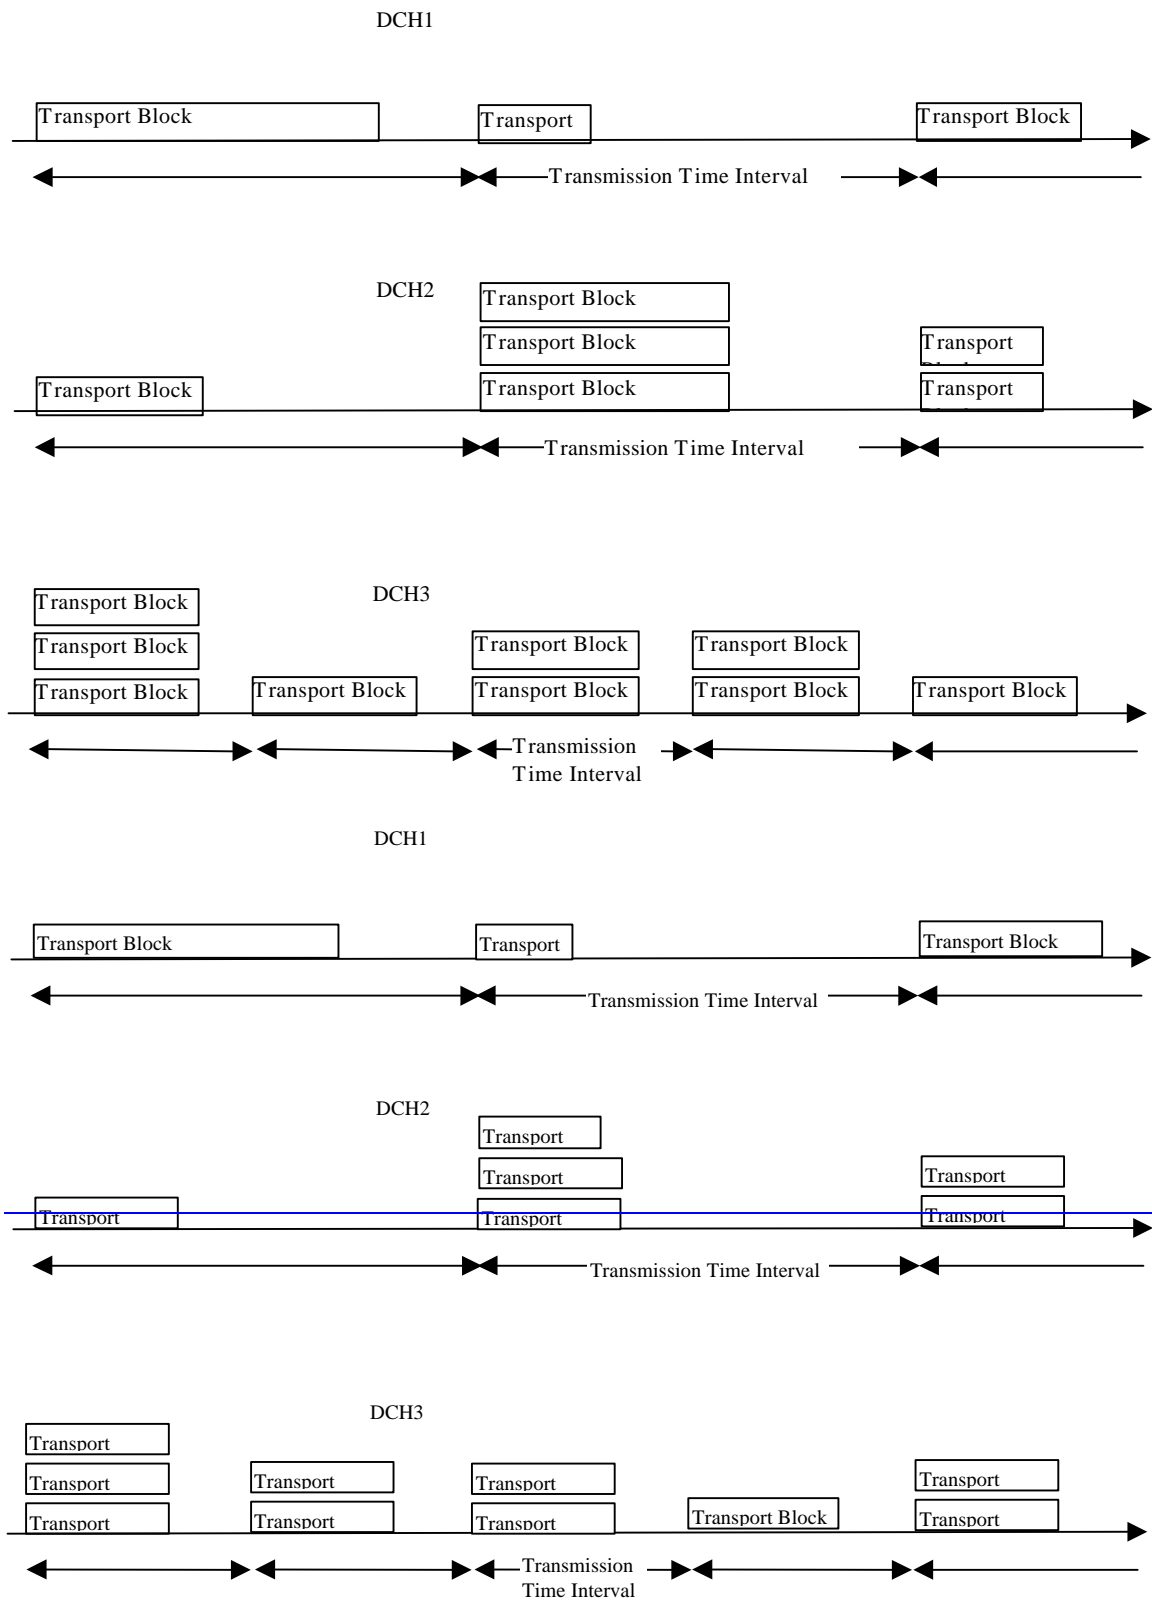 DCH1
Transport Block
Transport
Transport Block
Transmission Time Interval
DCH2
Transport Block
Transport Block
Transport
Transport Block
Transport Block
Transport
Transmission Time Interval
DCH3
Transport Block
Transport Block
Transport Block
Transport Block
Transport Block
Transport Block
Transport Block
Transport Block
Transport Block
Transmission
Time Interval
DCH1
Transport Block
Transport
Transport Block
Transmission Time Interval
DCH2
Transport
Transport
Transport
Transport
Transport
Transport
Transmission Time Interval
DCH3
Transport
Transport
Transport
Transport
Transport
Transport
Transport
Transport
Transport Block
Transport
Transmission
Time Interval